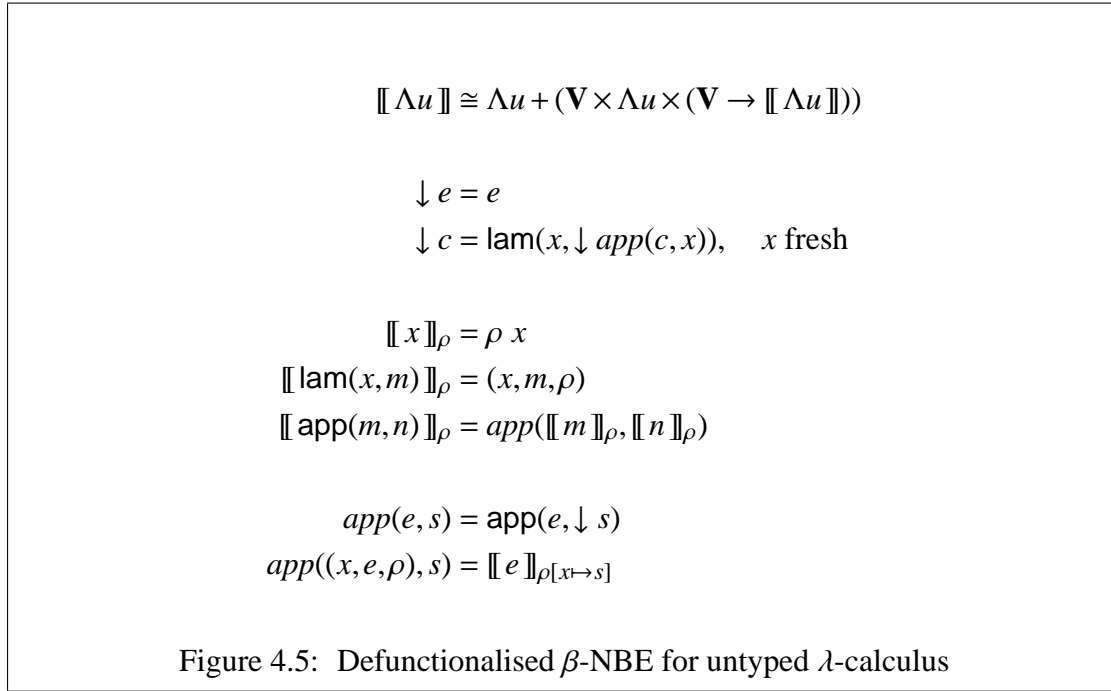 ⟦ Λu ⟧ ≅ Λu + (V × Λu × (V → ⟦ Λu ⟧))
↓ e = e
↓ c = lam(x, ↓ app(c, x)), x fresh
⟦ x ⟧ρ = ρ x
⟦ lam(x, m) ⟧ρ = (x, m, ρ)
⟦ app(m, n) ⟧ρ = app(⟦ m ⟧ρ, ⟦ n ⟧ρ)
app(e, s) = app(e, ↓ s)
app((x, e, ρ), s) = ⟦ e ⟧ρ[x↦s]
Figure 4.5: Defunctionalised β-NBE for untyped λ-calculus